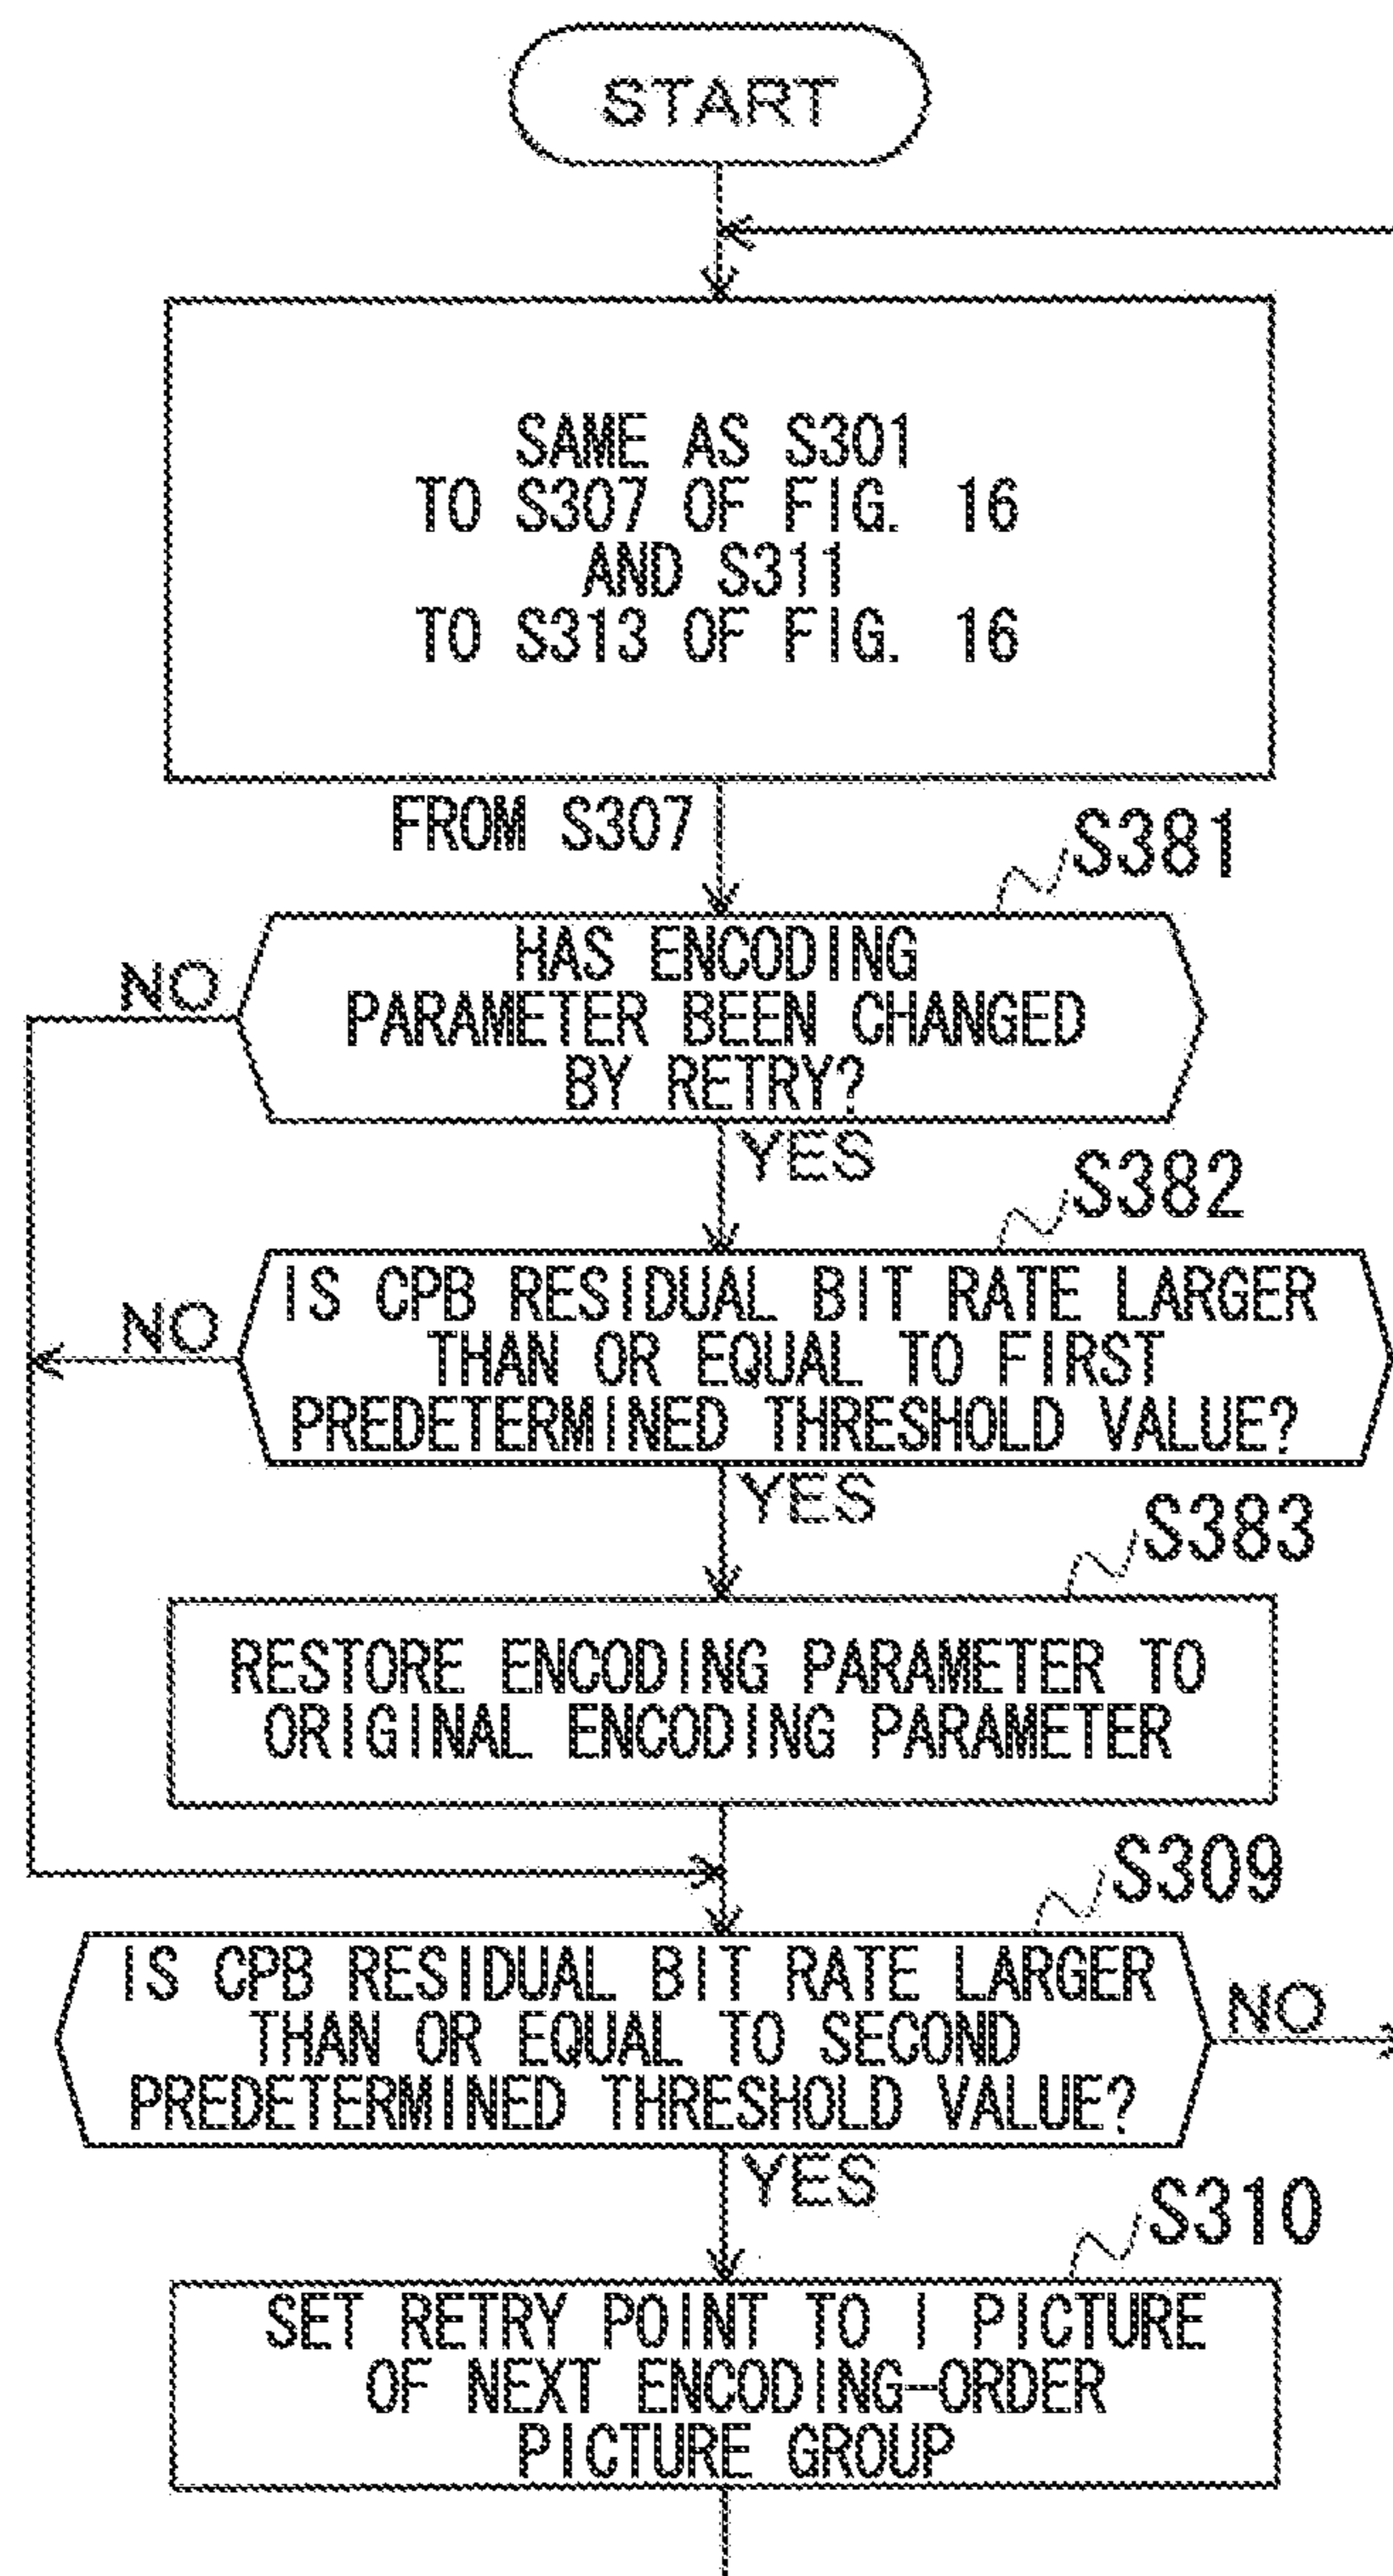 START
SAME AS S301
TO S307 OF FIG. 16
AND S311
TO S313 OF FIG. 16
FROM S307
S381
HAS ENCODING
PARAMETER BEEN CHANGED
BY RETRY?
NO
YES
S382
IS CPB RESIDUAL BIT RATE LARGER
THAN OR EQUAL TO FIRST
PREDETERMINED THRESHOLD VALUE?
NO
YES
S383
RESTORE ENCODING PARAMETER TO
ORIGINAL ENCODING PARAMETER
S309
IS CPB RESIDUAL BIT RATE LARGER
THAN OR EQUAL TO SECOND
PREDETERMINED THRESHOLD VALUE?
NO
YES
S310
SET RETRY POINT TO I PICTURE
OF NEXT ENCODING-ORDER
PICTURE GROUP